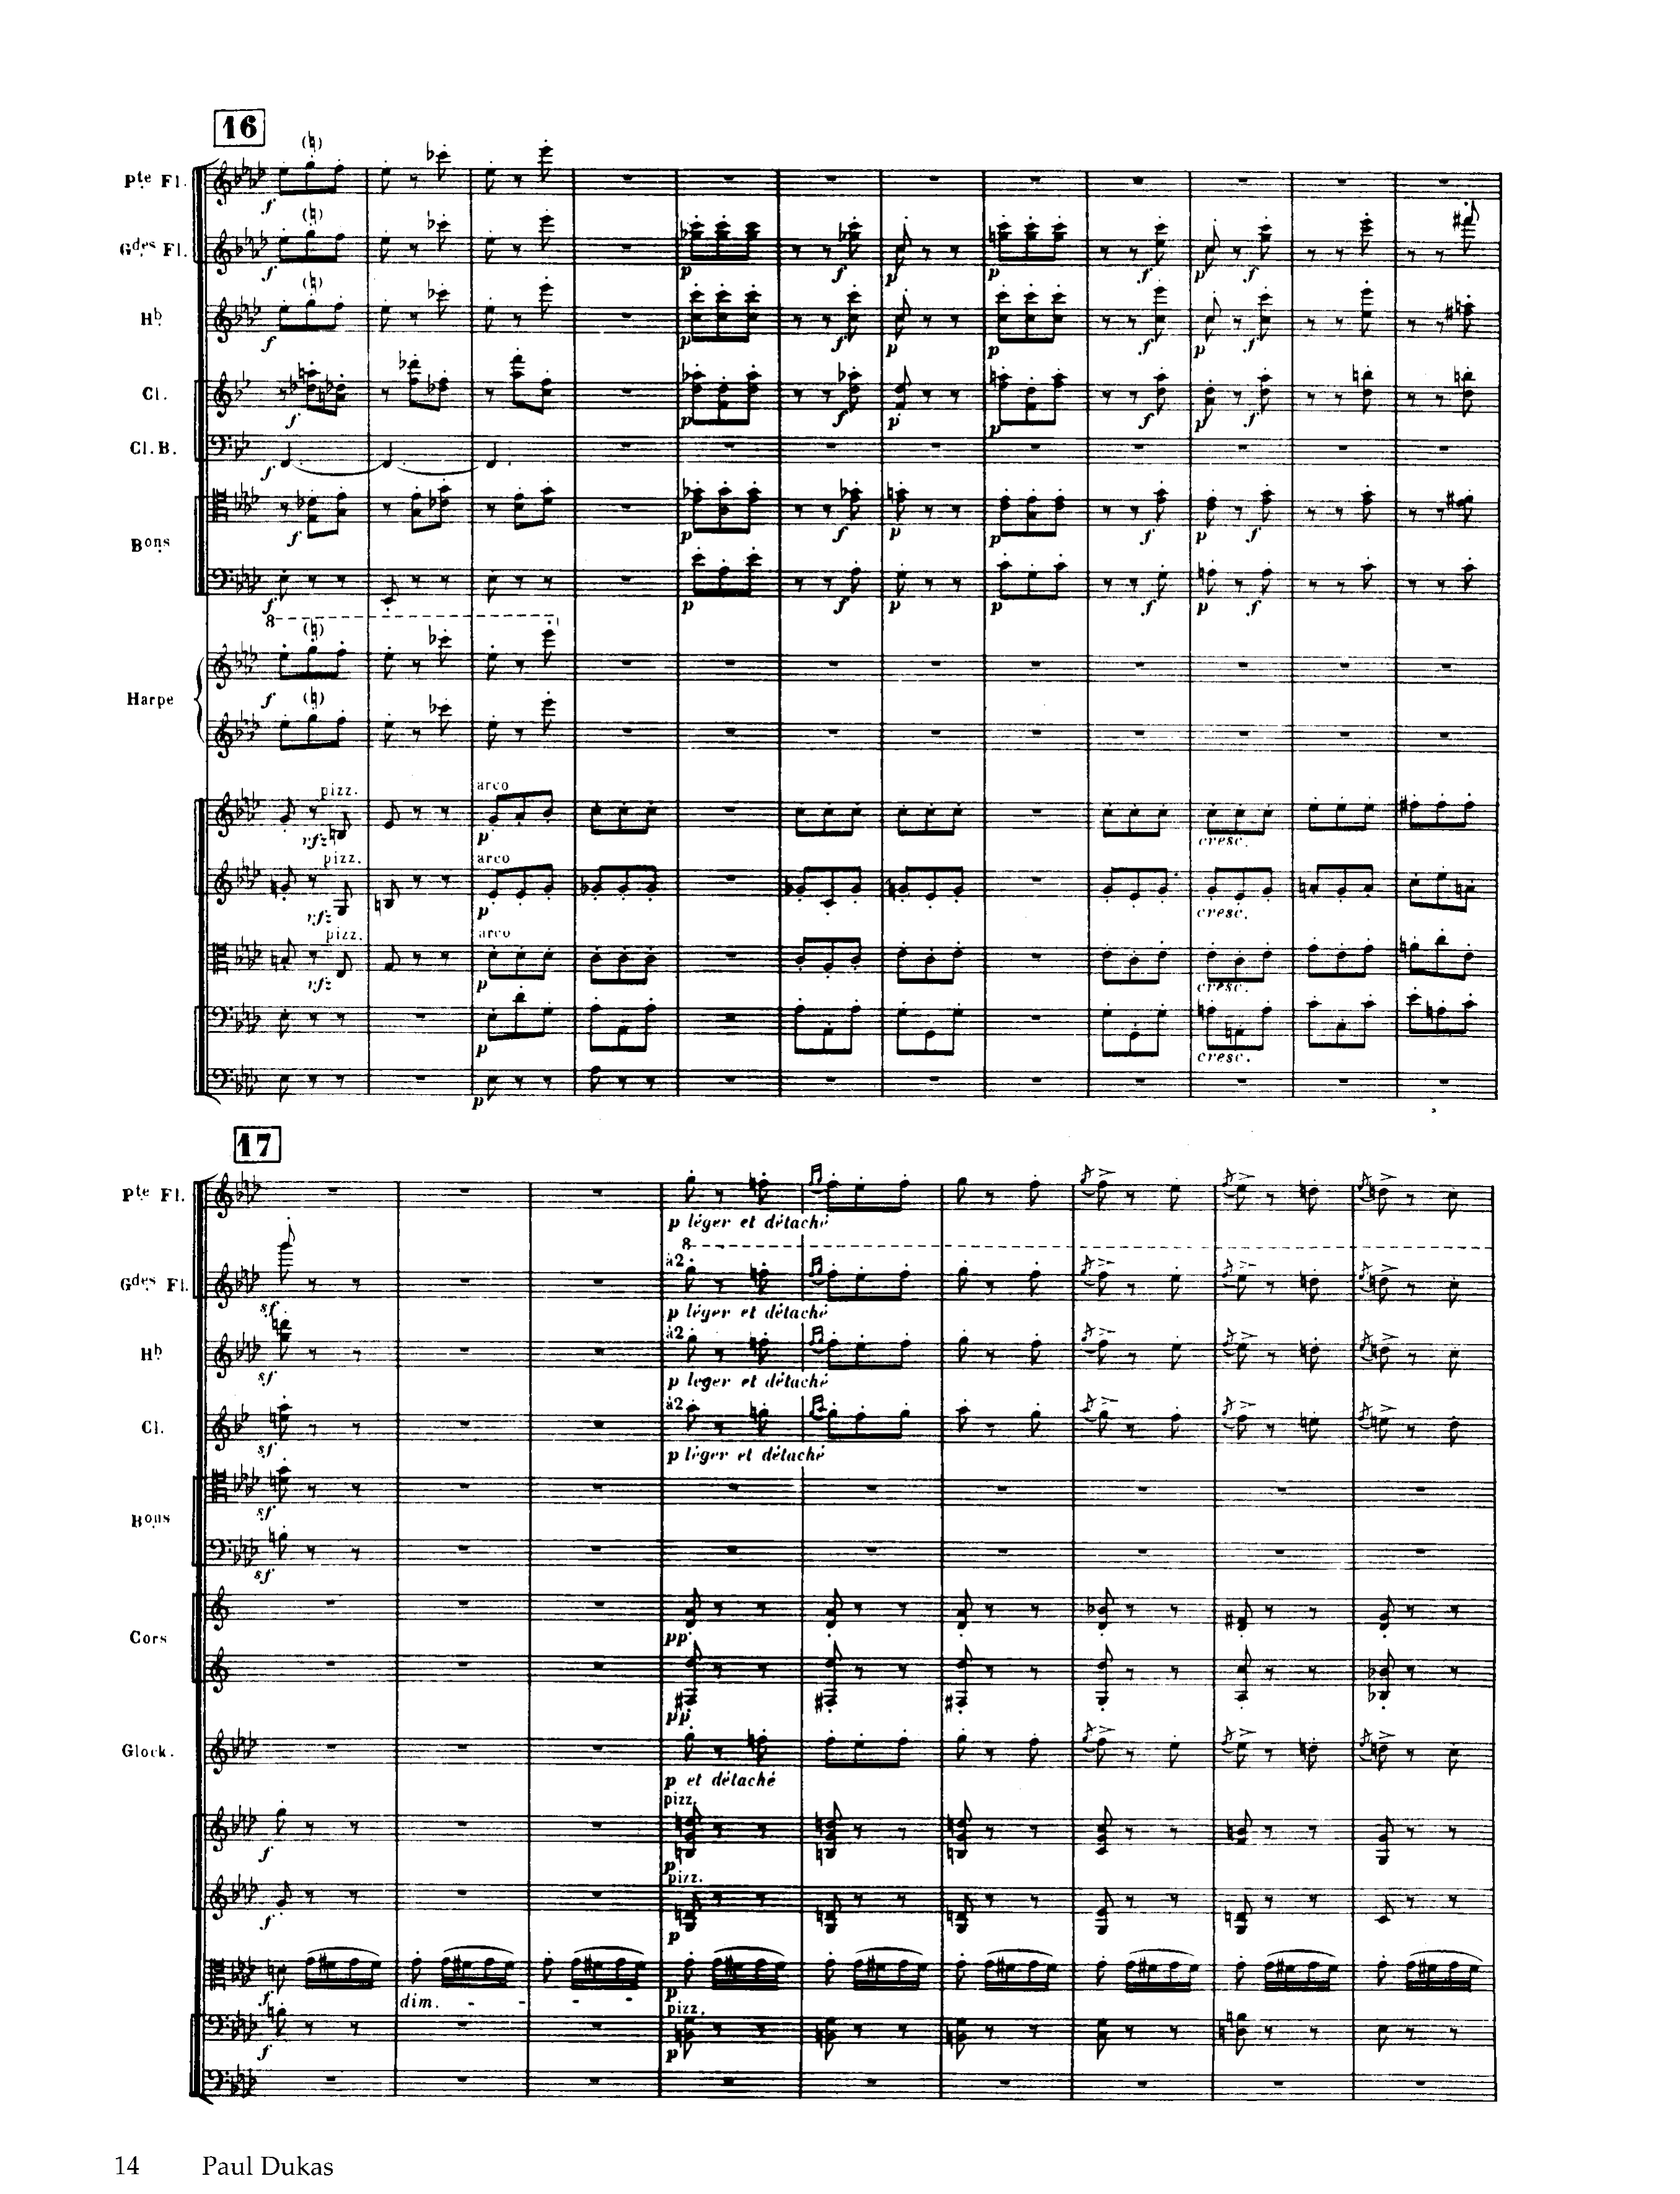 16
(♮)
Pte Fl.
f
(♮)
Gdes Fl.
f
p
f
p
p
f
p
f
(♮)
Hb
f
p
f
p
p
f
p
f
Cl.
f
p
f
p
p
f
p
f
Cl. B.
f
f
p
f
p
p
f
p
f
Bons
f
p
f
p
p
f
p
f
8
(♮)
f
(♮)
Harpe
pizz.
arco
rfz
p
cresc.
pizz.
arco
rfz
p
cresc.
pizz.
arco
rfz
p
cresc.
p
cresc.
p
17
Pte Fl.
p léger et détaché
8
à2
Gdes Fl.
sf
p léger et détaché
à2
Hb
sf
p leger et détaché
à2
Cl.
sf
p léger et détaché
sf
Bons
sf
Cors
pp
pp
Glock.
p et détaché
pizz.
f
p
pizz.
f
p
f
dim. - - - -
p
pizz.
f
p
14 Paul Dukas